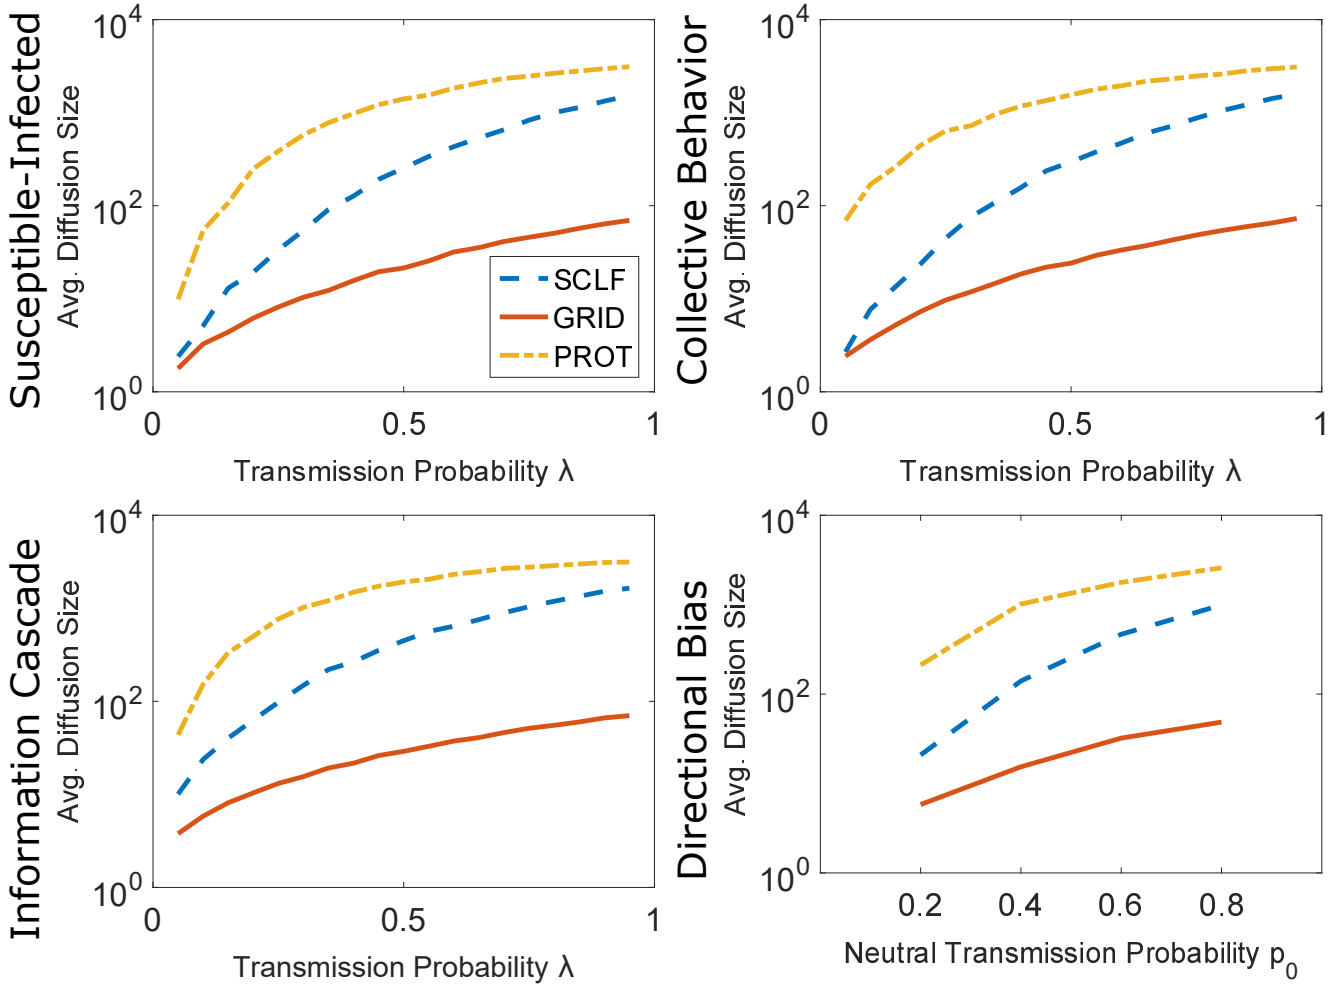 Susceptible-Infected
Avg. Diffusion Size
10^4
10^2
10^0
0
0.5
1
Transmission Probability λ
SCLF
GRID
PROT
Collective Behavior
Avg. Diffusion Size
10^4
10^2
10^0
0
0.5
1
Transmission Probability λ
Information Cascade
Avg. Diffusion Size
10^4
10^2
10^0
0
0.5
1
Transmission Probability λ
Directional Bias
Avg. Diffusion Size
10^4
10^2
10^0
0.2
0.4
0.6
0.8
Neutral Transmission Probability p_0